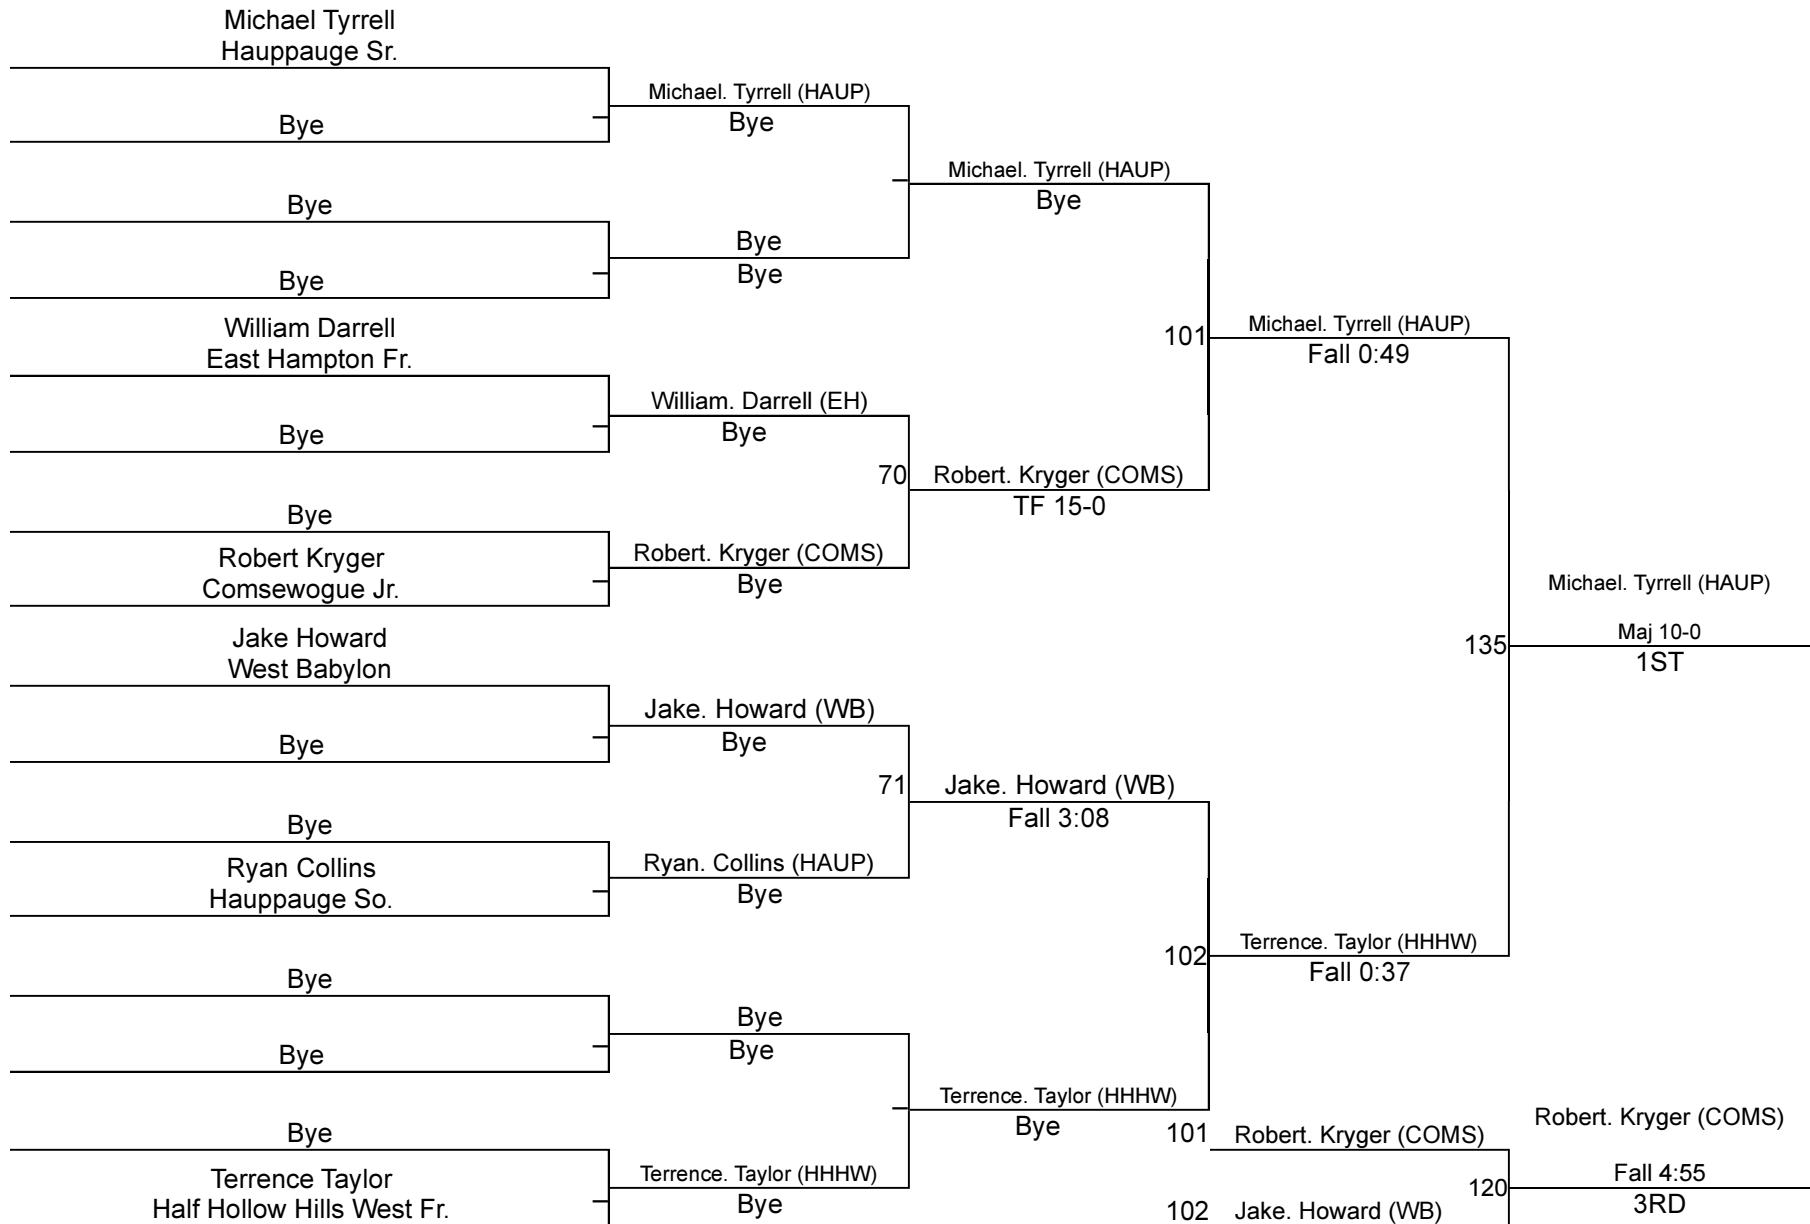 Michael Tyrrell
Hauppauge Sr.
Bye
Bye
Bye
William Darrell
East Hampton Fr.
Bye
Bye
Robert Kryger
Comsewogue Jr.
Jake Howard
West Babylon
Bye
Bye
Ryan Collins
Hauppauge So.
Bye
Bye
Bye
Terrence Taylor
Half Hollow Hills West Fr.
Michael. Tyrrell (HAUP)
Bye
Bye
Bye
William. Darrell (EH)
Bye
70
Robert. Kryger (COMS)
Bye
Jake. Howard (WB)
Bye
71
Ryan. Collins (HAUP)
Bye
Bye
Bye
Terrence. Taylor (HHHW)
Bye
Michael. Tyrrell (HAUP)
Bye
101
Robert. Kryger (COMS)
TF 15-0
Jake. Howard (WB)
Fall 3:08
102
Terrence. Taylor (HHHW)
Bye
Michael. Tyrrell (HAUP)
Fall 0:49
135
Terrence. Taylor (HHHW)
Fall 0:37
Michael. Tyrrell (HAUP)
Maj 10-0
1ST
101 Robert. Kryger (COMS)
120
102 Jake. Howard (WB)
Robert. Kryger (COMS)
Fall 4:55
3RD